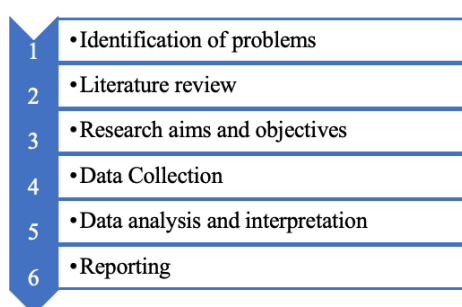 1 •Identification of problems
2 •Literature review
3 •Research aims and objectives
4 •Data Collection
5 •Data analysis and interpretation
6 •Reporting